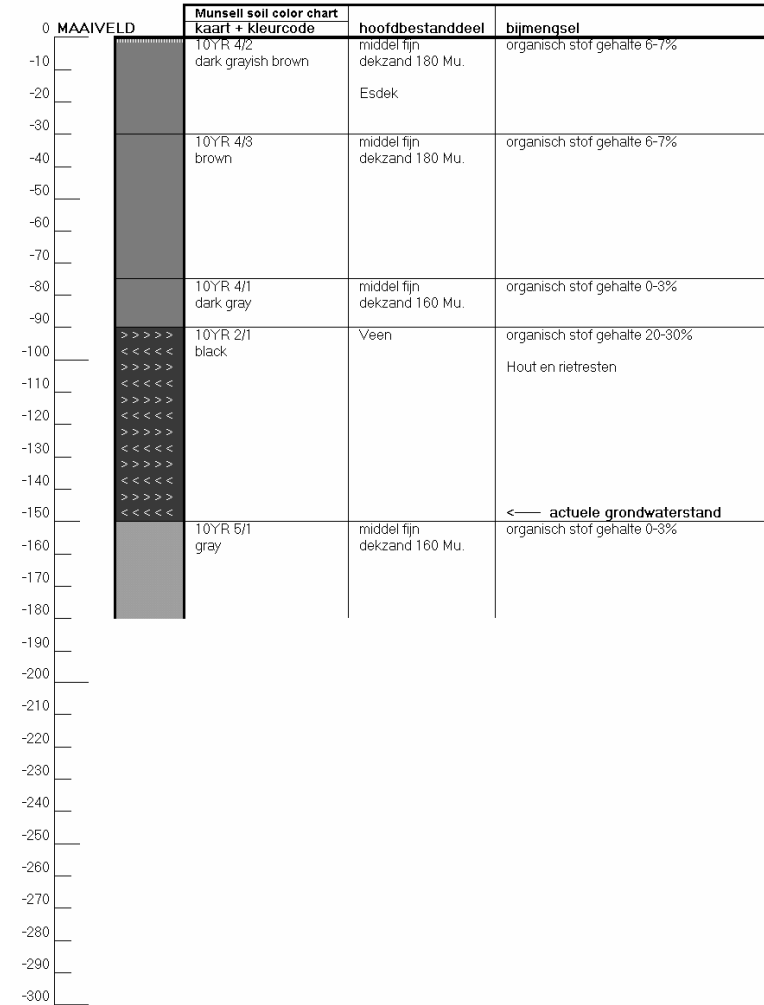 Munsell soil color chart
0 MAAIVELD kaart + kleurcode hoofdbestanddeel bijmengsel
10YR 4/2 middel fijn organisch stof gehalte 6-7%
-10 dark grayish brown dekzand 180 Mu.
-20 Esdek
-30
10YR 4/3 middel fijn organisch stof gehalte 6-7%
-40 brown dekzand 180 Mu.
-50
-60
-70
-80 10YR 4/1 middel fijn organisch stof gehalte 0-3%
dark gray dekzand 160 Mu.
-90
> > > > > 10YR 2/1 Veen organisch stof gehalte 20-30%
-100 < < < < < black
> > > > > Hout en rietresten
-110 < < < < <
> > > > >
-120 < < < < <
> > > > >
-130 < < < < <
> > > > >
-140 < < < < <
> > > > >
-150 < < < < < <── actuele grondwaterstand
10YR 5/1 middel fijn organisch stof gehalte 0-3%
-160 gray dekzand 160 Mu.
-170
-180
-190
-200
-210
-220
-230
-240
-250
-260
-270
-280
-290
-300